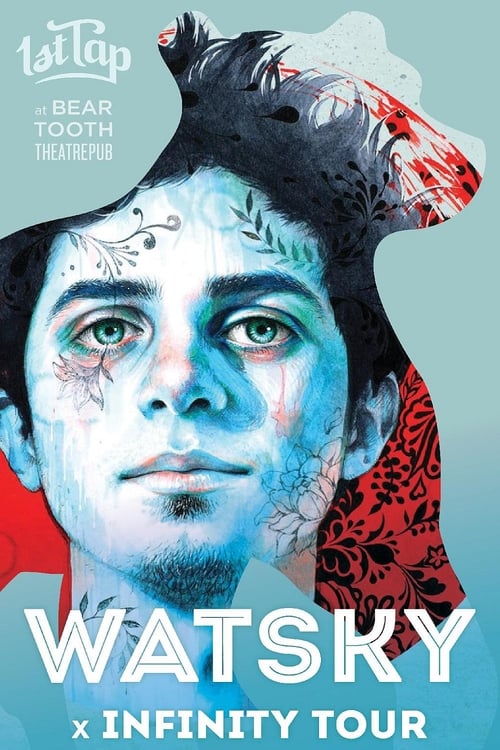 1st Tap
at BEAR
TOOTH
THEATREPUB
WATSKY
x INFINITY TOUR